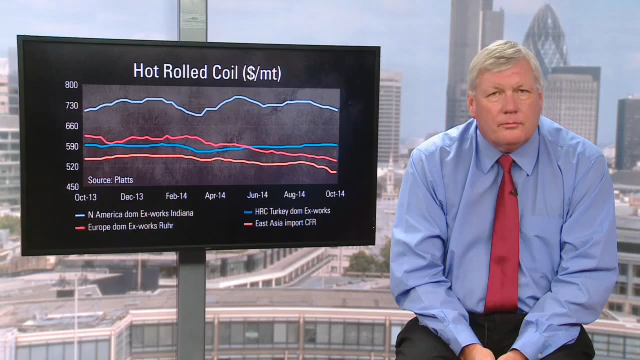 Hot Rolled Coil ($/mt)
800
730
660
590
520
450
Source: Platts
Oct-13 Dec-13 Feb-14 Apr-14 Jun-14 Aug-14 Oct-14
N America dom Ex-works Indiana
HRC Turkey dom Ex-works
Europe dom Ex-works Ruhr
East Asia import CFR